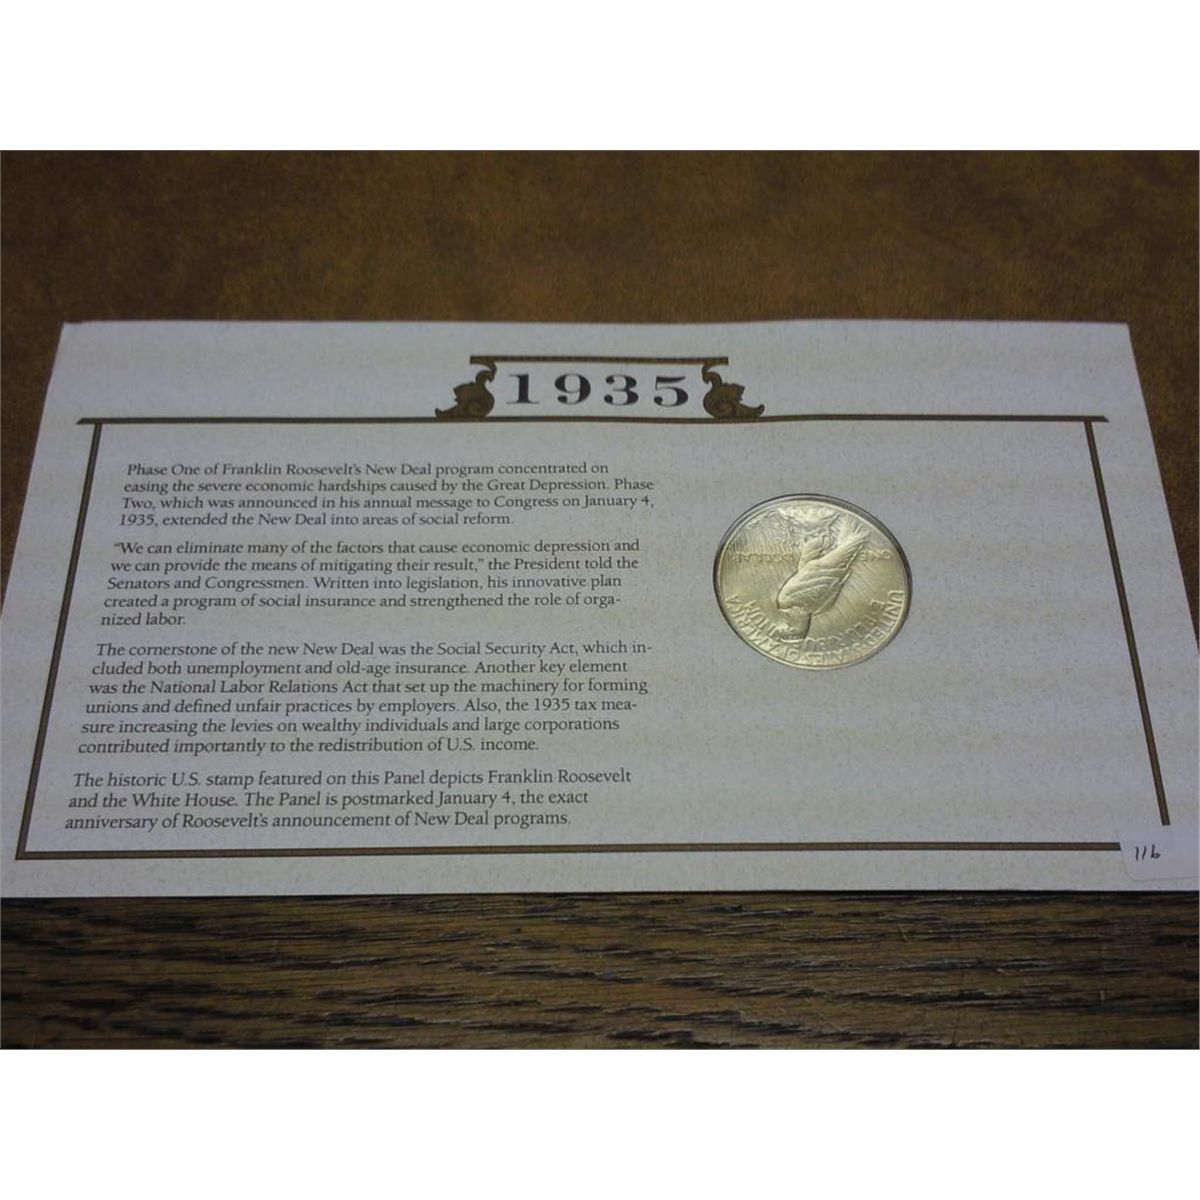 1935
Phase One of Franklin Roosevelt's New Deal program concentrated on
easing the severe economic hardships caused by the Great Depression. Phase
Two, which was announced in his annual message to Congress on January 4,
1935, extended the New Deal into areas of social reform.
"We can eliminate many of the factors that cause economic depression and
we can provide the means of mitigating their result," the President told the
Senators and Congressmen. Written into legislation, his innovative plan
created a program of social insurance and strengthened the role of orga-
nized labor.
The cornerstone of the new New Deal was the Social Security Act, which in-
cluded both unemployment and old-age insurance. Another key element
was the National Labor Relations Act that set up the machinery for forming
unions and defined unfair practices by employers. Also, the 1935 tax mea-
sure increasing the levies on wealthy individuals and large corporations
contributed importantly to the redistribution of U.S. income.
The historic U.S. stamp featured on this Panel depicts Franklin Roosevelt
and the White House. The Panel is postmarked January 4, the exact
anniversary of Roosevelt's announcement of New Deal programs.
UNITED·STATES·OF·AMERICA
E PLURIBUS UNUM
ONE DOLLAR
116